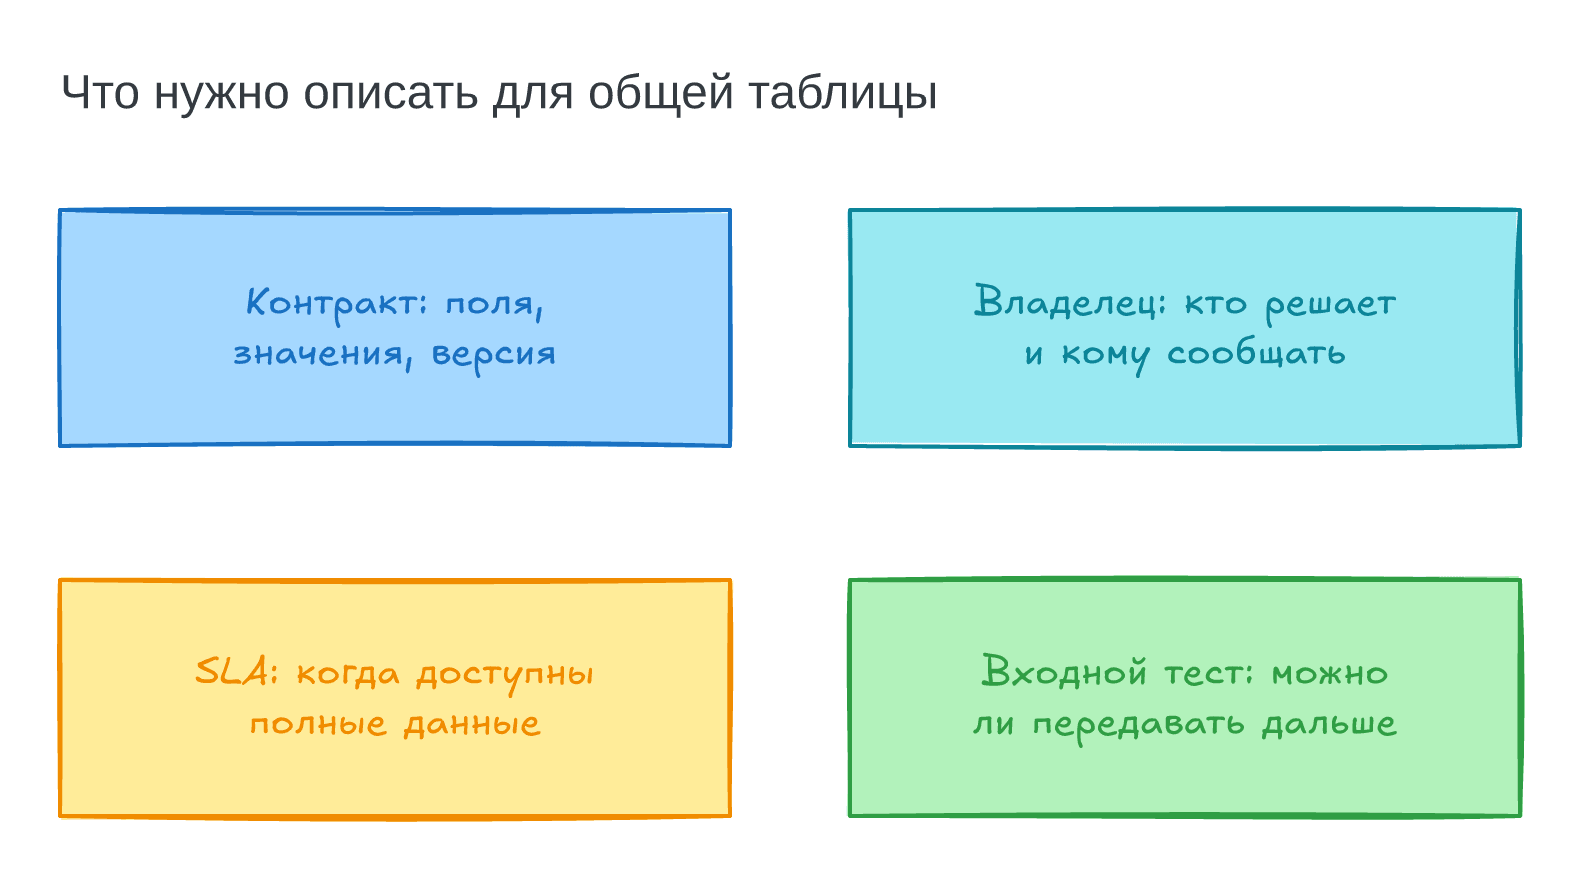 Что нужно описать для общей таблицы
Контракт: поля,
значения, версия
Владелец: кто решает
и кому сообщать
SLA: когда доступны
полные данные
Входной тест: можно
ли передавать дальше